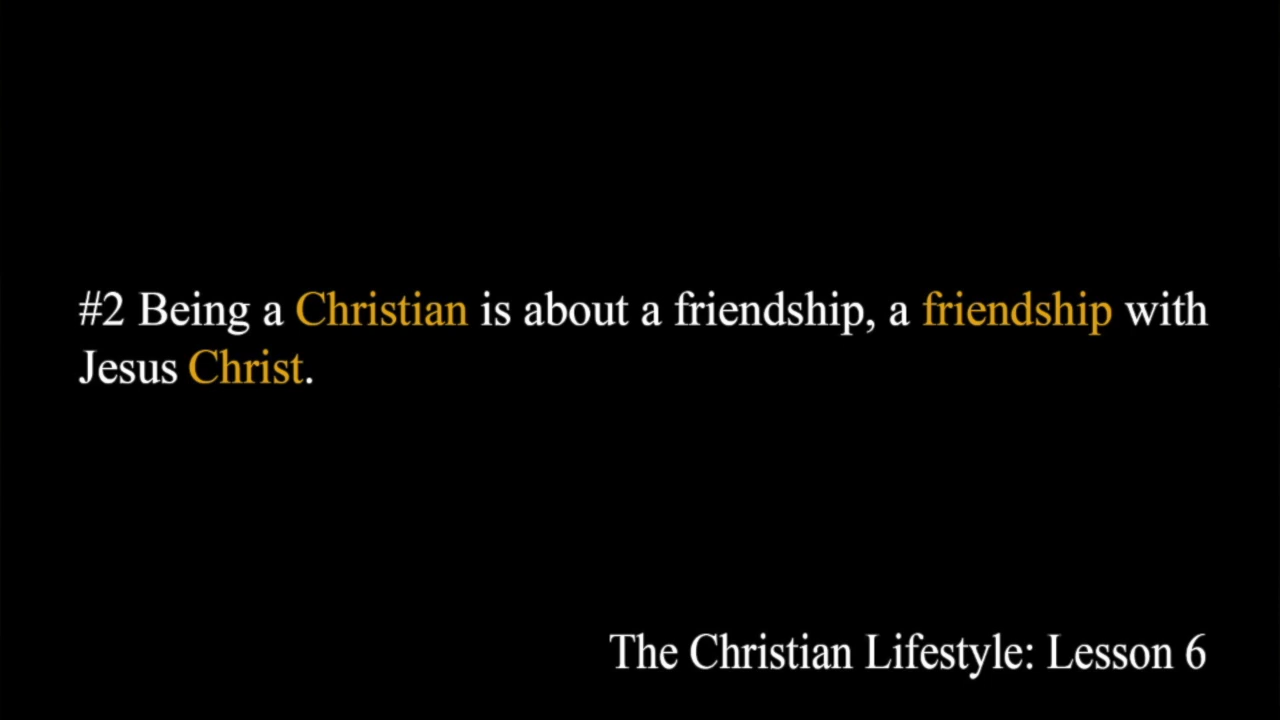 #2 Being a Christian is about a friendship, a friendship with
Jesus Christ.
The Christian Lifestyle: Lesson 6